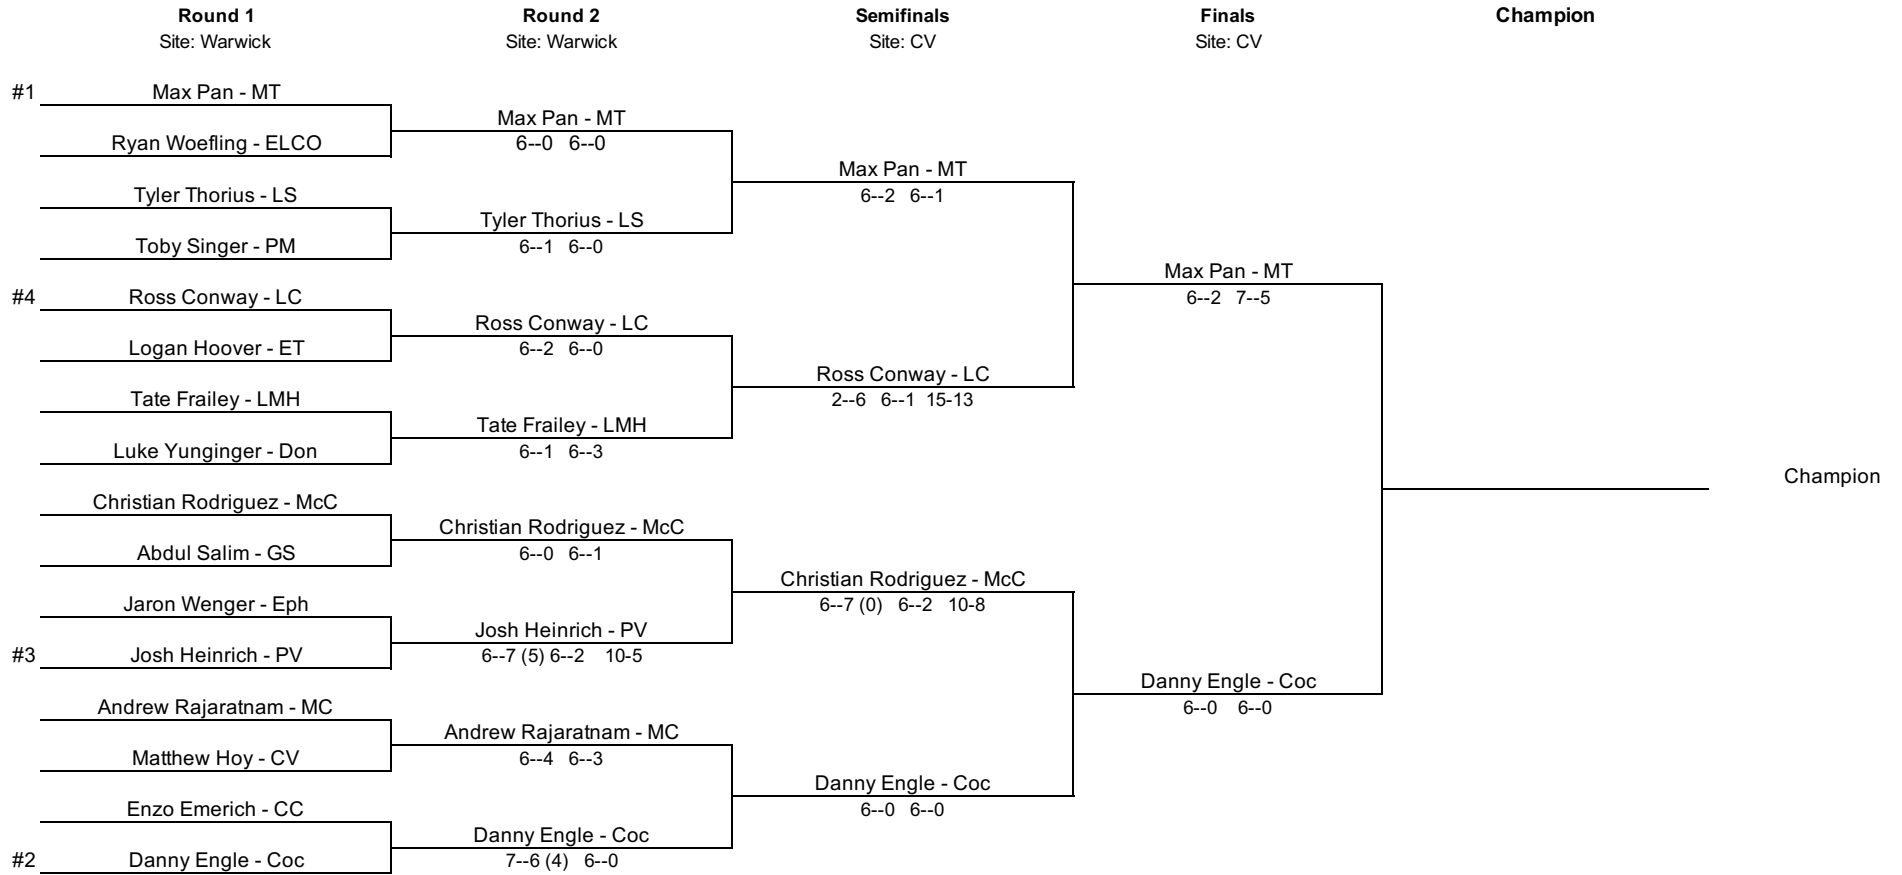 Round 1
Site: Warwick
Round 2
Site: Warwick
Semifinals
Site: CV
Finals
Site: CV
Champion
#1 Max Pan - MT
Ryan Woefling - ELCO
Tyler Thorius - LS
Toby Singer - PM
#4 Ross Conway - LC
Logan Hoover - ET
Tate Frailey - LMH
Luke Yunginger - Don
Christian Rodriguez - McC
Abdul Salim - GS
Jaron Wenger - Eph
#3 Josh Heinrich - PV
Andrew Rajaratnam - MC
Matthew Hoy - CV
Enzo Emerich - CC
#2 Danny Engle - Coc
Max Pan - MT
6--0 6--0
Tyler Thorius - LS
6--1 6--0
Ross Conway - LC
6--2 6--0
Tate Frailey - LMH
6--1 6--3
Christian Rodriguez - McC
6--0 6--1
Josh Heinrich - PV
6--7 (5) 6--2 10-5
Andrew Rajaratnam - MC
6--4 6--3
Danny Engle - Coc
7--6 (4) 6--0
Max Pan - MT
6--2 6--1
Ross Conway - LC
2--6 6--1 15-13
Christian Rodriguez - McC
6--7 (0) 6--2 10-8
Danny Engle - Coc
6--0 6--0
Max Pan - MT
6--2 7--5
Danny Engle - Coc
6--0 6--0
Champion